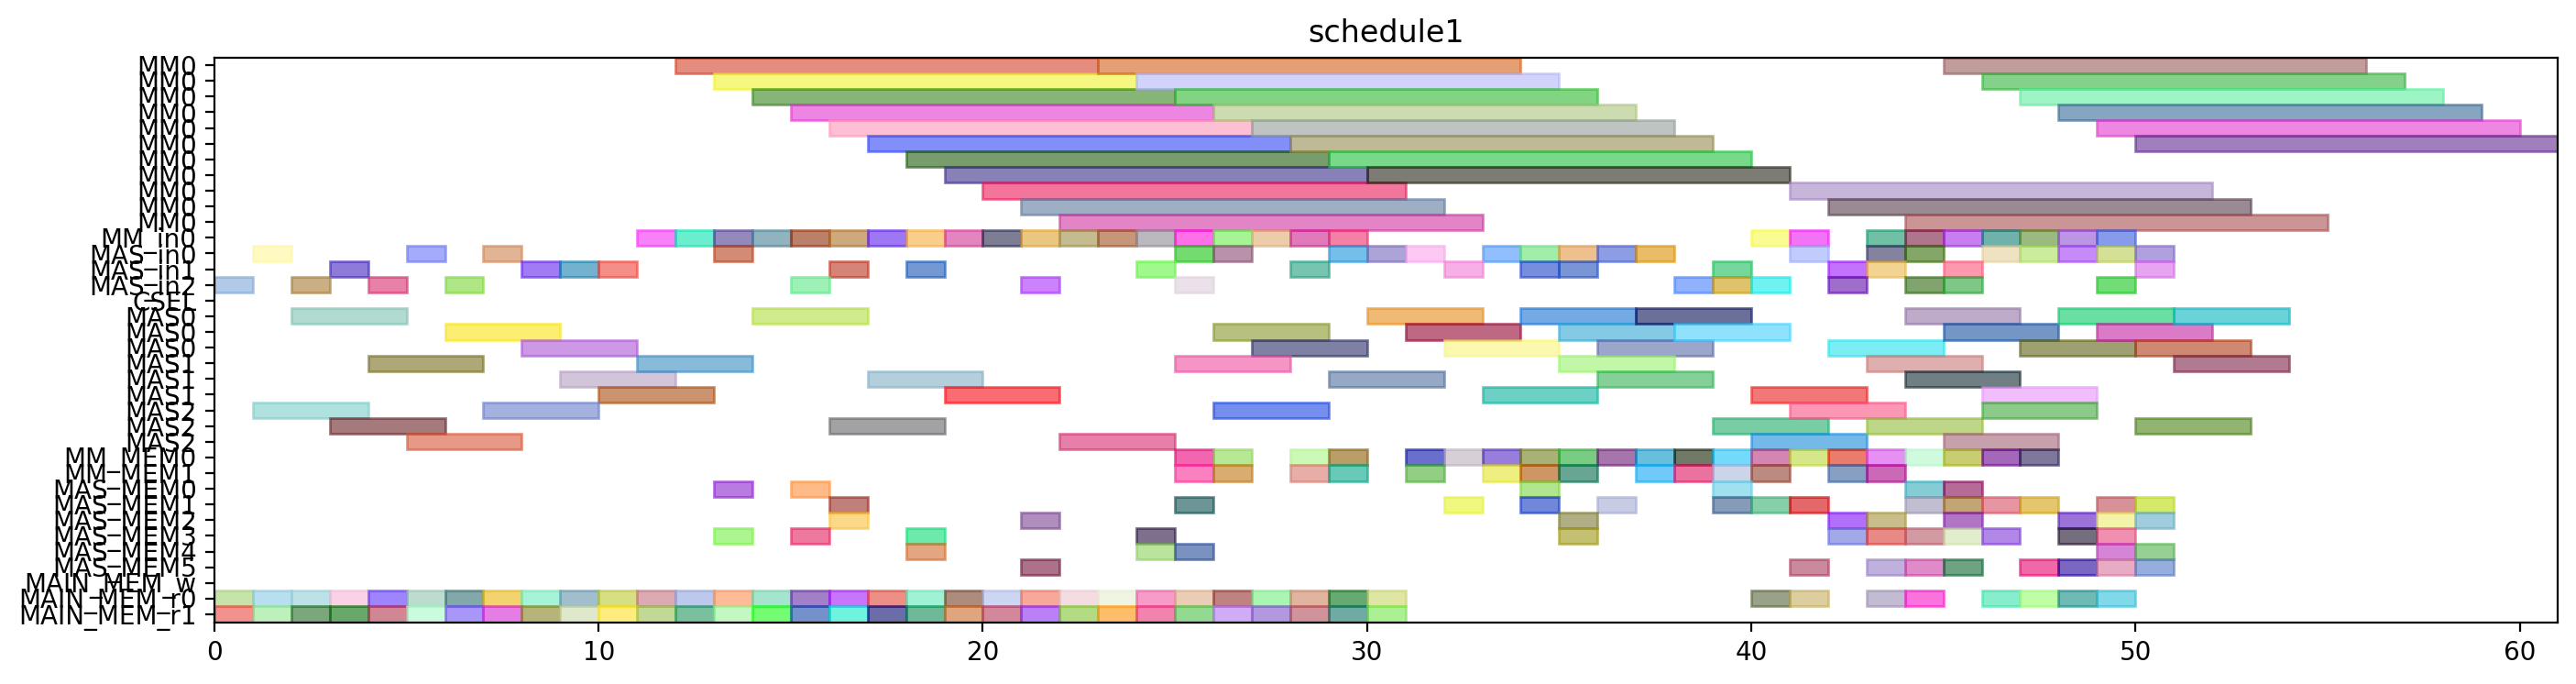 schedule1
MM0
MM0
MM0
MM0
MM0
MM0
MM0
MM0
MM0
MM0
MM0
MM_in0
MAS_in0
MAS_in1
MAS_in2
CSEL
MAS0
MAS0
MAS0
MAS1
MAS1
MAS1
MAS2
MAS2
MAS2
MM_MEM0
MM_MEM1
MAS_MEM0
MAS_MEM1
MAS_MEM2
MAS_MEM3
MAS_MEM4
MAS_MEM5
MAIN_MEM_w
MAIN_MEM_r0
MAIN_MEM_r1
0 10 20 30 40 50 60